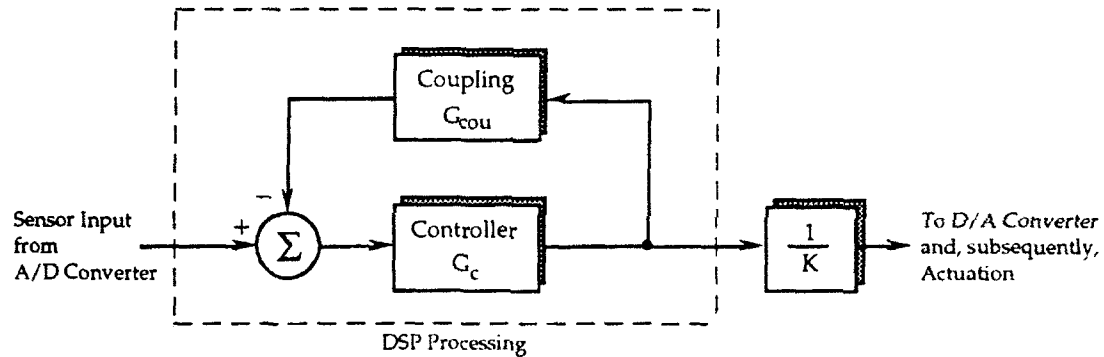 Coupling
G_cou
−
+
Sensor Input
from
A/D Converter
Σ
Controller
G_c
1
K
To D/A Converter
and, subsequently,
Actuation
DSP Processing